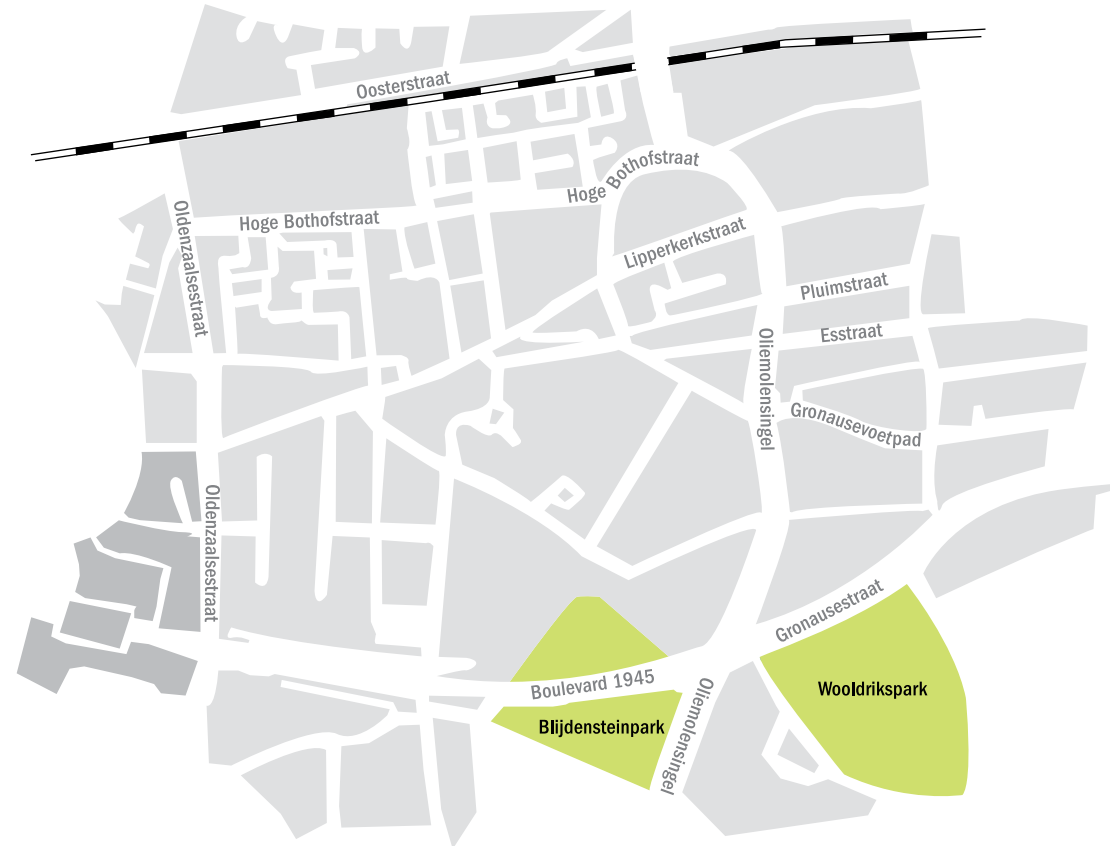 Oosterstraat
Hoge Bothofstraat
Hoge Bothofstraat
Oldenzaalsestraat
Lipperkerkstraat
Pluimstraat
Esstraat
Oliemolensingel
Gronausevoetpad
Oldenzaalsestraat
Gronausestraat
Boulevard 1945
Wooldrikspark
Blijdensteinpark
Oliemolensingel